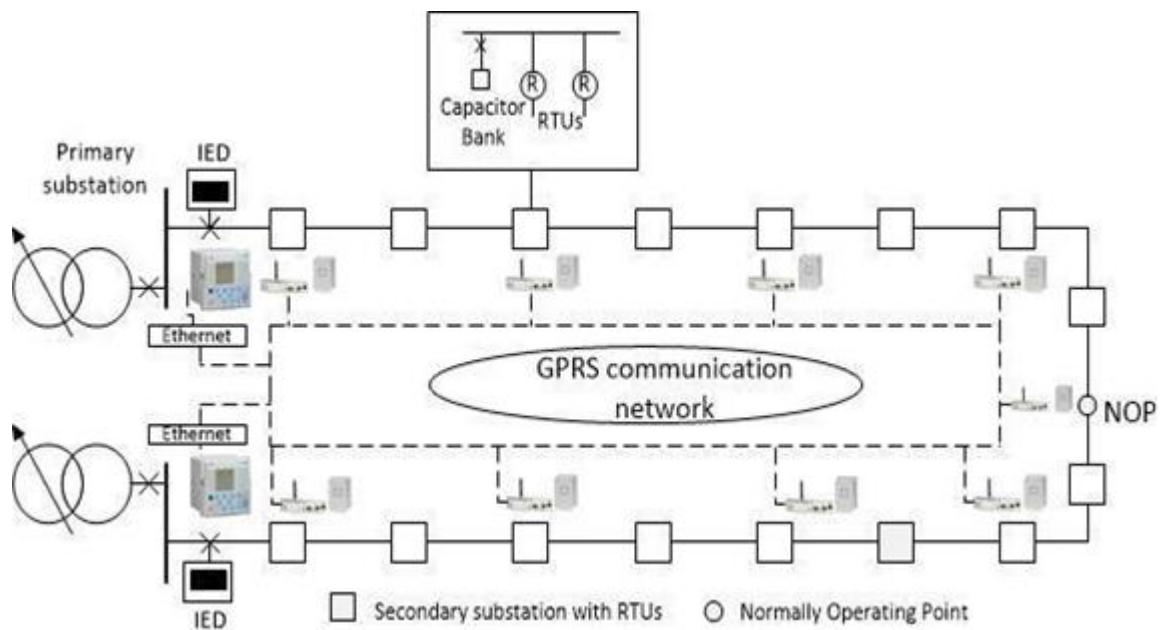 R
R
Capacitor
Bank
RTUs
Primary
substation
IED
Ethernet
GPRS communication
network
NOP
Ethernet
IED
Secondary substation with RTUs
Normally Operating Point